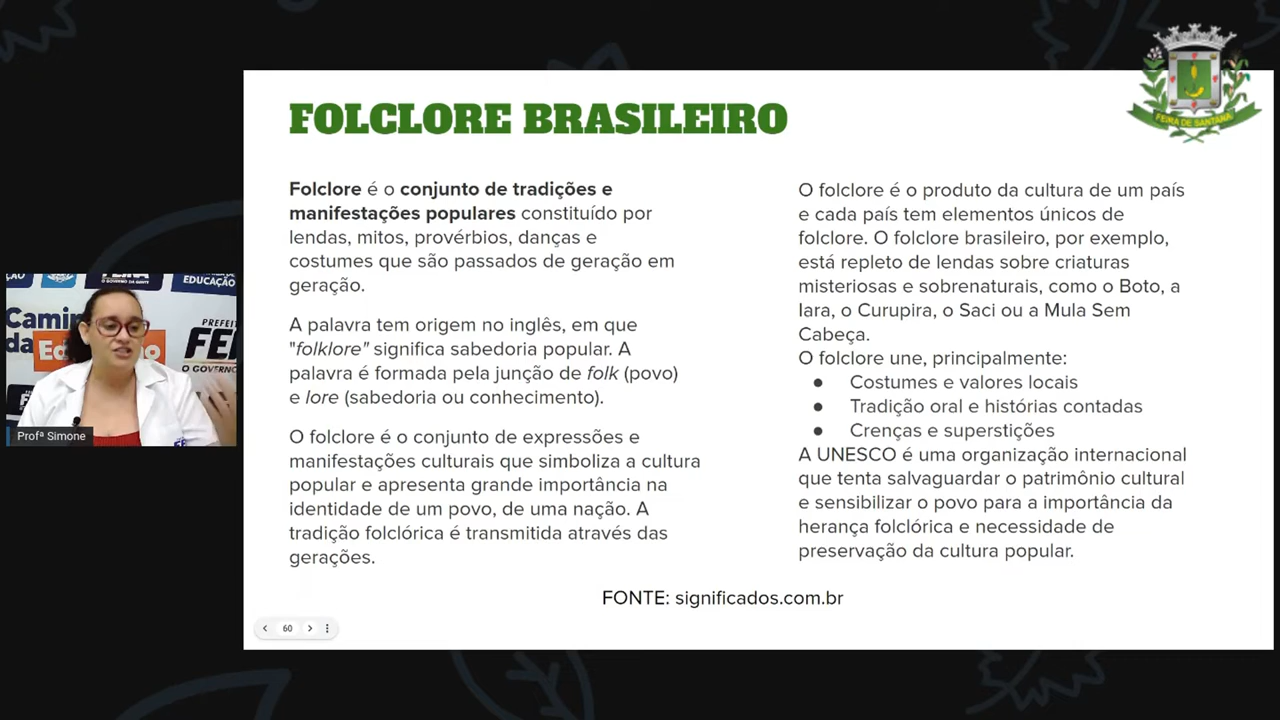 FOLCLORE BRASILEIRO
FEIRA DE SANTANA
Folclore é o conjunto de tradições e
manifestações populares constituído por
lendas, mitos, provérbios, danças e
costumes que são passados de geração em
geração.
A palavra tem origem no inglês, em que
"folklore" significa sabedoria popular. A
palavra é formada pela junção de folk (povo)
e lore (sabedoria ou conhecimento).
O folclore é o conjunto de expressões e
manifestações culturais que simboliza a cultura
popular e apresenta grande importância na
identidade de um povo, de uma nação. A
tradição folclórica é transmitida através das
gerações.
O folclore é o produto da cultura de um país
e cada país tem elementos únicos de
folclore. O folclore brasileiro, por exemplo,
está repleto de lendas sobre criaturas
misteriosas e sobrenaturais, como o Boto, a
Iara, o Curupira, o Saci ou a Mula Sem
Cabeça.
O folclore une, principalmente:
● Costumes e valores locais
● Tradição oral e histórias contadas
● Crenças e superstições
A UNESCO é uma organização internacional
que tenta salvaguardar o patrimônio cultural
e sensibilizar o povo para a importância da
herança folclórica e necessidade de
preservação da cultura popular.
FONTE: significados.com.br
60
EDUCAÇÃO
O GOVERNO DA GENTE
da
Profª Simone